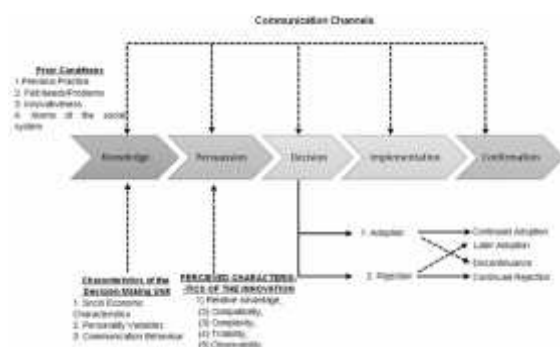 Communication Channels
Prior Conditions
1. Previous Practice
2. Felt Needs/Problems
3. Innovativeness
4. Norms of the social
system
Knowledge
Persuasion
Decision
Implementation
Confirmation
1. Adoption
Continued Adoption
Later Adoption
Discontinuance
2. Rejection
Continued Rejection
Characteristics of the
Decision Making Unit
1. Socio Economic
Characteristics
2. Personality Variables
3. Communication Behaviour
PERCEIVED CHARACTERIS
-TICS OF THE INNOVATION
1) Relative advantage,
(2) Compatibility,
(3) Complexity,
(4) Trialability,
(5) Observability